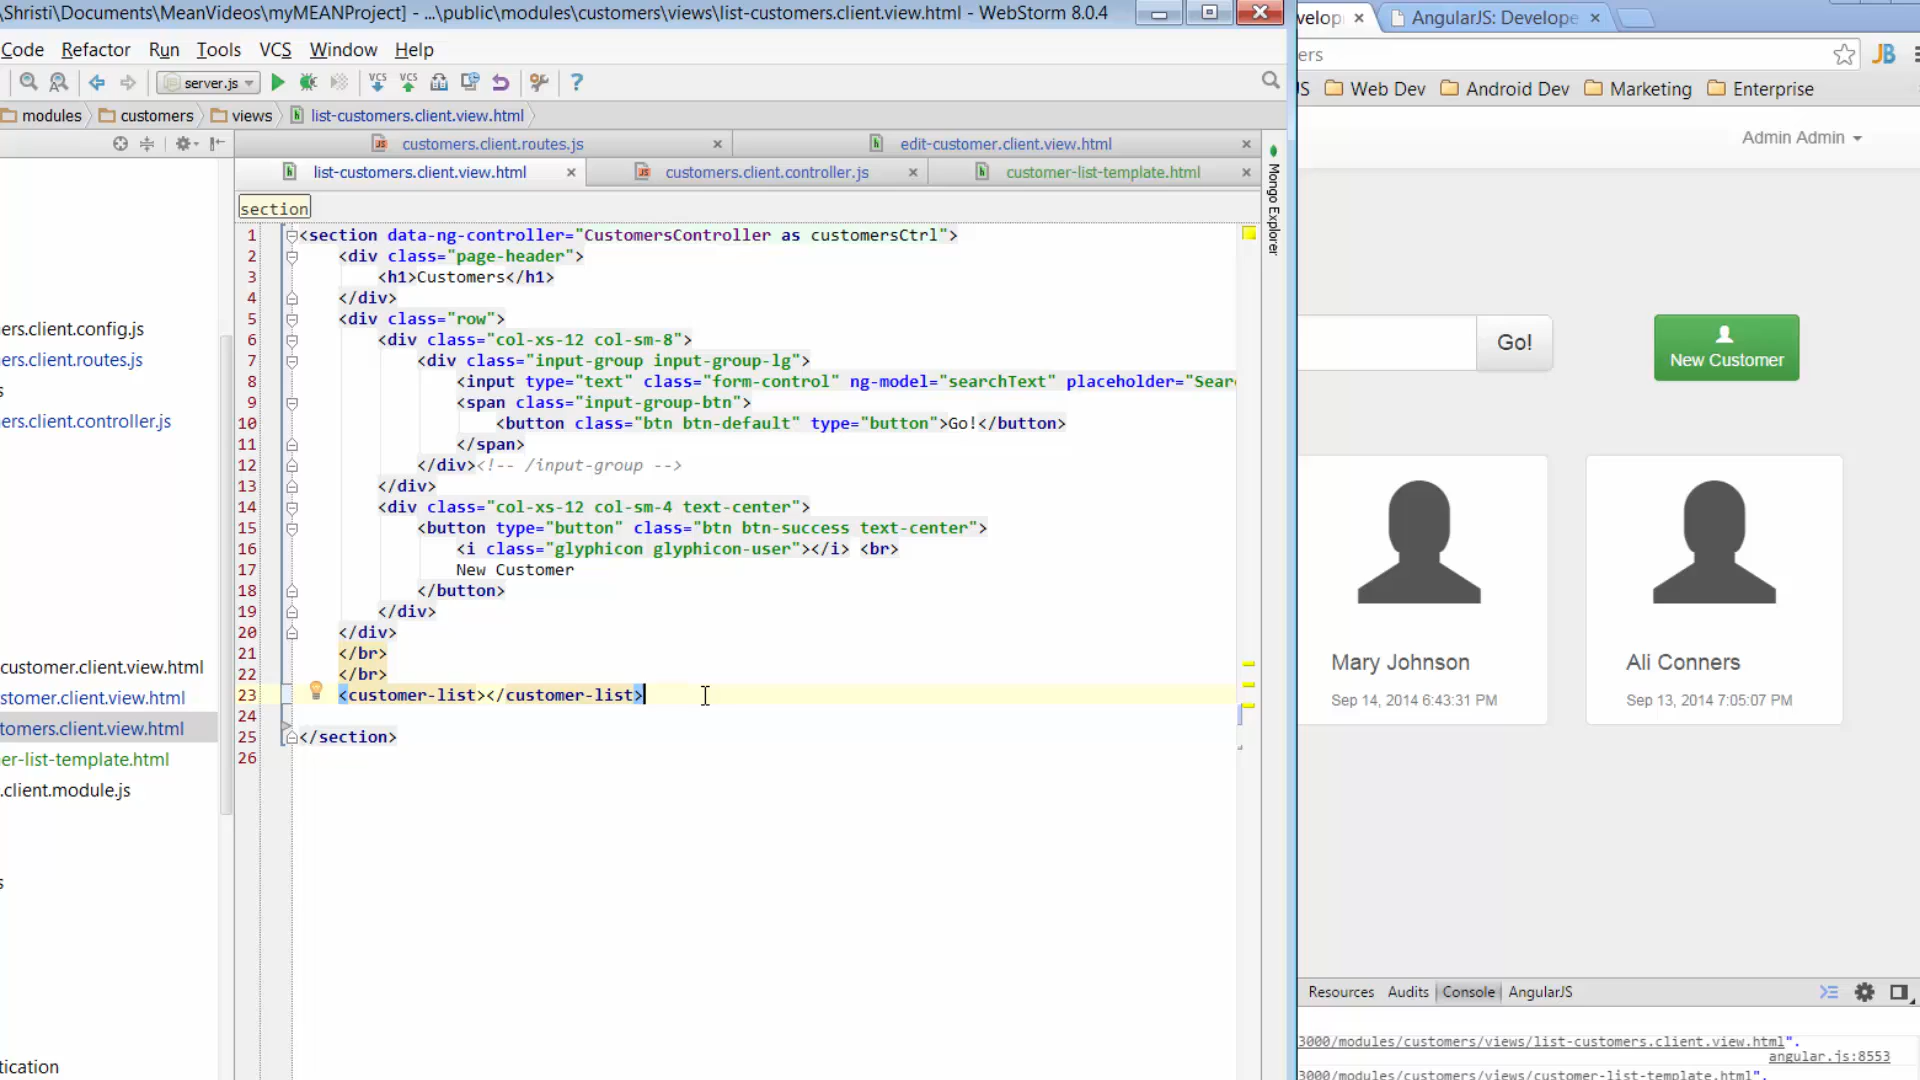 Shristi\Documents\MeanVideos\myMEANProject] - ...\public\modules\customers\views\list-customers.client.view.html - WebStorm 8.0.4
Code Refactor Run Tools VCS Window Help
server.js
VCS VCS
modules customers views list-customers.client.view.html
customers.client.routes.js
edit-customer.client.view.html
list-customers.client.view.html
customers.client.controller.js
customer-list-template.html
section
1 <section data-ng-controller="CustomersController as customersCtrl">
2 <div class="page-header">
3 <h1>Customers</h1>
4 </div>
5 <div class="row">
6 <div class="col-xs-12 col-sm-8">
7 <div class="input-group input-group-lg">
8 <input type="text" class="form-control" ng-model="searchText" placeholder="Sear
9 <span class="input-group-btn">
10 <button class="btn btn-default" type="button">Go!</button>
11 </span>
12 </div><!-- /input-group -->
13 </div>
14 <div class="col-xs-12 col-sm-4 text-center">
15 <button type="button" class="btn btn-success text-center">
16 <i class="glyphicon glyphicon-user"></i> <br>
17 New Customer
18 </button>
19 </div>
20 </div>
21 </br>
22 </br>
23 <customer-list></customer-list>
24
25 </section>
26
ers.client.config.js
ers.client.routes.js
s
ers.client.controller.js
customer.client.view.html
stomer.client.view.html
tomers.client.view.html
er-list-template.html
.client.module.js
s
tication
Mongo Explorer
velop
AngularJS: Develope
ers
JB
JS Web Dev Android Dev Marketing Enterprise
Admin Admin
Go!
New Customer
Mary Johnson
Sep 14, 2014 6:43:31 PM
Ali Conners
Sep 13, 2014 7:05:07 PM
Resources Audits Console AngularJS
3000/modules/customers/views/list-customers.client.view.html".
angular.js:8553
3000/modules/customers/views/customer-list-template.html".